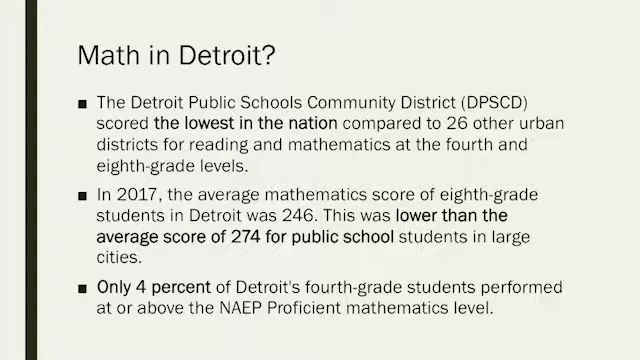 Math in Detroit?
■ The Detroit Public Schools Community District (DPSCD)
scored the lowest in the nation compared to 26 other urban
districts for reading and mathematics at the fourth and
eighth-grade levels.
■ In 2017, the average mathematics score of eighth-grade
students in Detroit was 246. This was lower than the
average score of 274 for public school students in large
cities.
■ Only 4 percent of Detroit's fourth-grade students performed
at or above the NAEP Proficient mathematics level.